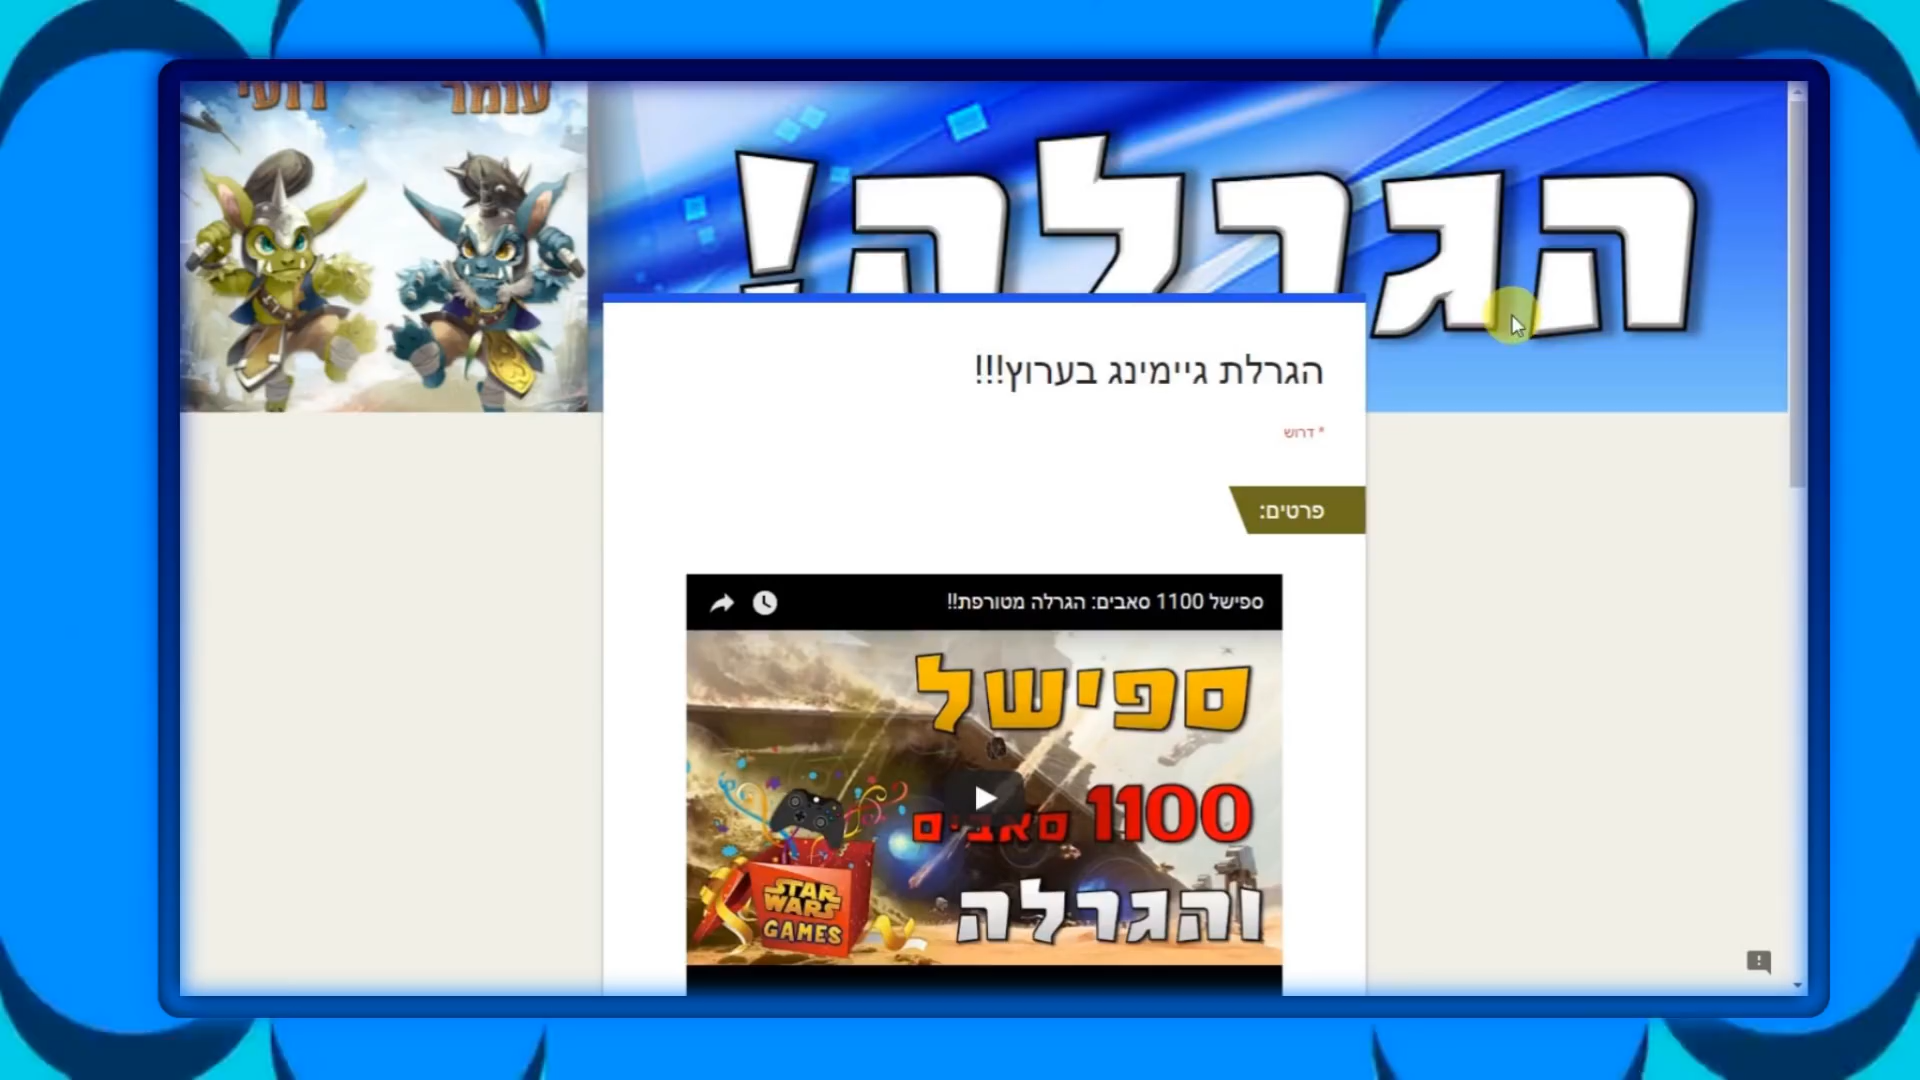 רועי
עומר
הגרלה!
הגרלת גיימינג בערוץ!!!
* דרוש
פרטים:
ספישל 1100 סאבים: הגרלה מטורפת!!
ספישל
1100 סאבים
והגרלה
STAR
WARS
GAMES